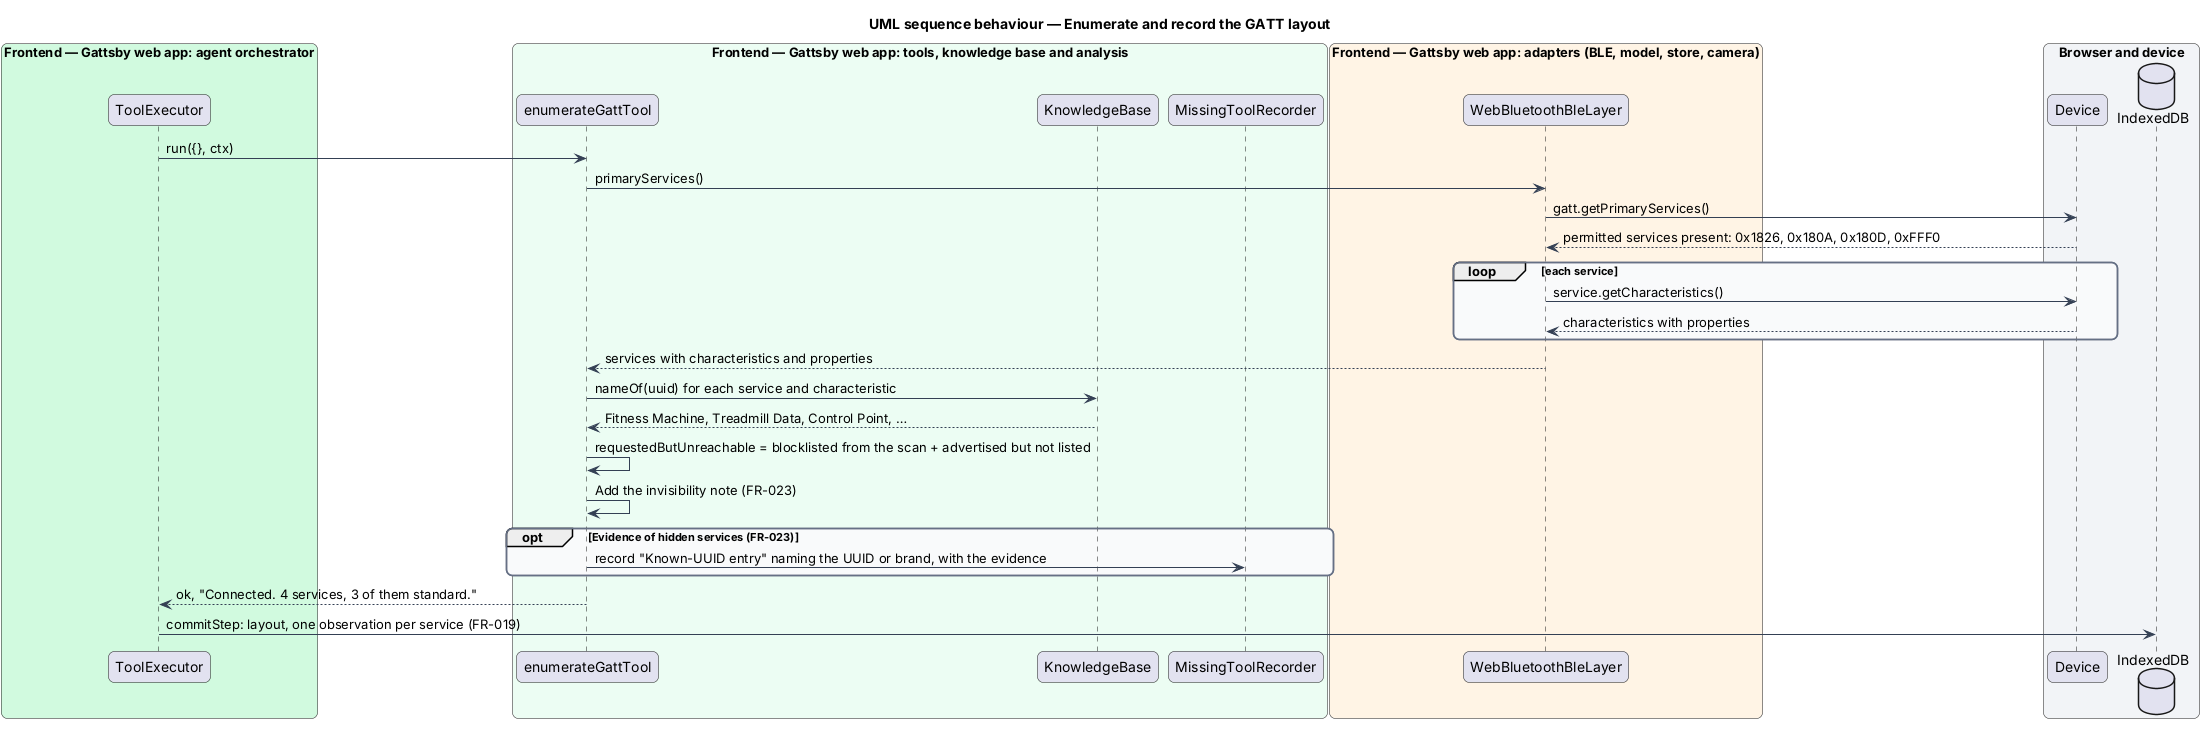 UML sequence behaviour — Enumerate and record the GATT layout
Frontend — Gattsby web app: agent orchestrator
Frontend — Gattsby web app: tools, knowledge base and analysis
Frontend — Gattsby web app: adapters (BLE, model, store, camera)
Browser and device
ToolExecutor
enumerateGattTool
KnowledgeBase
MissingToolRecorder
WebBluetoothBleLayer
Device
IndexedDB
run({}, ctx)
primaryServices()
gatt.getPrimaryServices()
permitted services present: 0x1826, 0x180A, 0x180D, 0xFFF0
loop
[each service]
service.getCharacteristics()
characteristics with properties
services with characteristics and properties
nameOf(uuid) for each service and characteristic
Fitness Machine, Treadmill Data, Control Point, ...
requestedButUnreachable = blocklisted from the scan + advertised but not listed
Add the invisibility note (FR-023)
opt
[Evidence of hidden services (FR-023)]
record "Known-UUID entry" naming the UUID or brand, with the evidence
ok, "Connected. 4 services, 3 of them standard."
commitStep: layout, one observation per service (FR-019)
ToolExecutor
enumerateGattTool
KnowledgeBase
MissingToolRecorder
WebBluetoothBleLayer
Device
IndexedDB